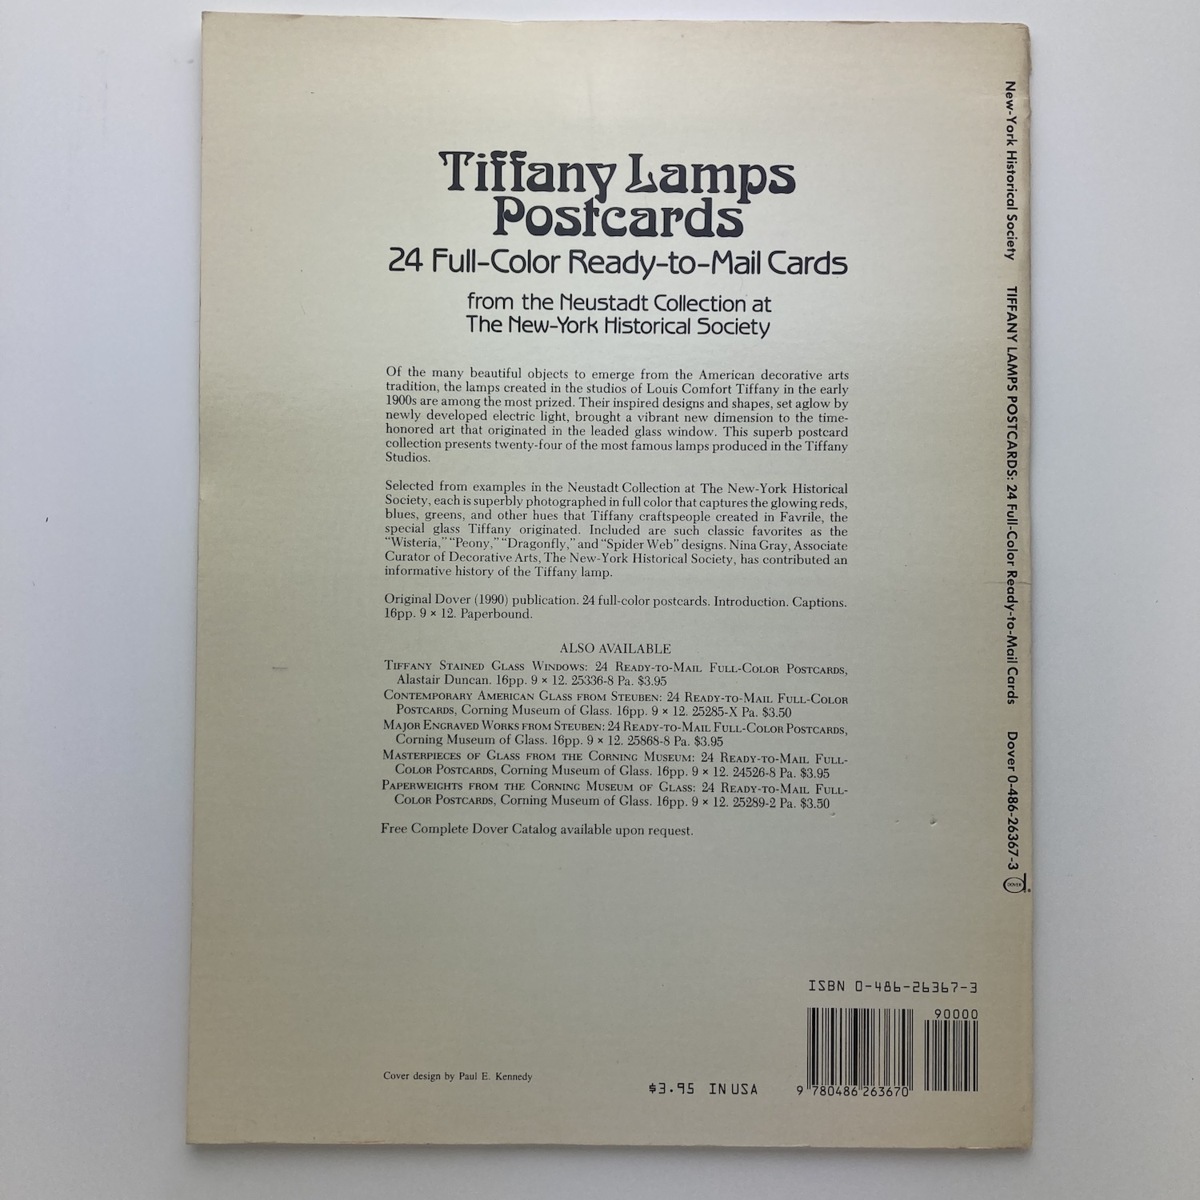 Tiffany Lamps
Postcards
24 Full-Color Ready-to-Mail Cards
from the Neustadt Collection at
The New-York Historical Society
Of the many beautiful objects to emerge from the American decorative arts
tradition, the lamps created in the studios of Louis Comfort Tiffany in the early
1900s are among the most prized. Their inspired designs and shapes, set aglow by
newly developed electric light, brought a vibrant new dimension to the time-
honored art that originated in the leaded glass window. This superb postcard
collection presents twenty-four of the most famous lamps produced in the Tiffany
Studios.
Selected from examples in the Neustadt Collection at The New-York Historical
Society, each is superbly photographed in full color that captures the glowing reds,
blues, greens, and other hues that Tiffany craftspeople created in Favrile, the
special glass Tiffany originated. Included are such classic favorites as the
“Wisteria,” “Peony,” “Dragonfly,” and “Spider Web” designs. Nina Gray, Associate
Curator of Decorative Arts, The New-York Historical Society, has contributed an
informative history of the Tiffany lamp.
Original Dover (1990) publication. 24 full-color postcards. Introduction. Captions.
16pp. 9 × 12. Paperbound.
ALSO AVAILABLE
TIFFANY STAINED GLASS WINDOWS: 24 READY-TO-MAIL FULL-COLOR POSTCARDS,
Alastair Duncan. 16pp. 9 × 12. 25336-8 Pa. $3.95
CONTEMPORARY AMERICAN GLASS FROM STEUBEN: 24 READY-TO-MAIL FULL-COLOR
POSTCARDS, Corning Museum of Glass. 16pp. 9 × 12. 25285-X Pa. $3.50
MAJOR ENGRAVED WORKS FROM STEUBEN: 24 READY-TO-MAIL FULL-COLOR POSTCARDS,
Corning Museum of Glass. 16pp. 9 × 12. 25868-8 Pa. $3.95
MASTERPIECES OF GLASS FROM THE CORNING MUSEUM: 24 READY-TO-MAIL FULL-
COLOR POSTCARDS, Corning Museum of Glass. 16pp. 9 × 12. 24526-8 Pa. $3.95
PAPERWEIGHTS FROM THE CORNING MUSEUM OF GLASS: 24 READY-TO-MAIL FULL-
COLOR POSTCARDS, Corning Museum of Glass. 16pp. 9 × 12. 25289-2 Pa. $3.50
Free Complete Dover Catalog available upon request.
Cover design by Paul E. Kennedy
$3.95 IN USA
ISBN 0-486-26367-3
90000
9 780486 263670
New-York Historical Society TIFFANY LAMPS POSTCARDS: 24 Full-Color Ready-to-Mail Cards Dover 0-486-26367-3
DOVER